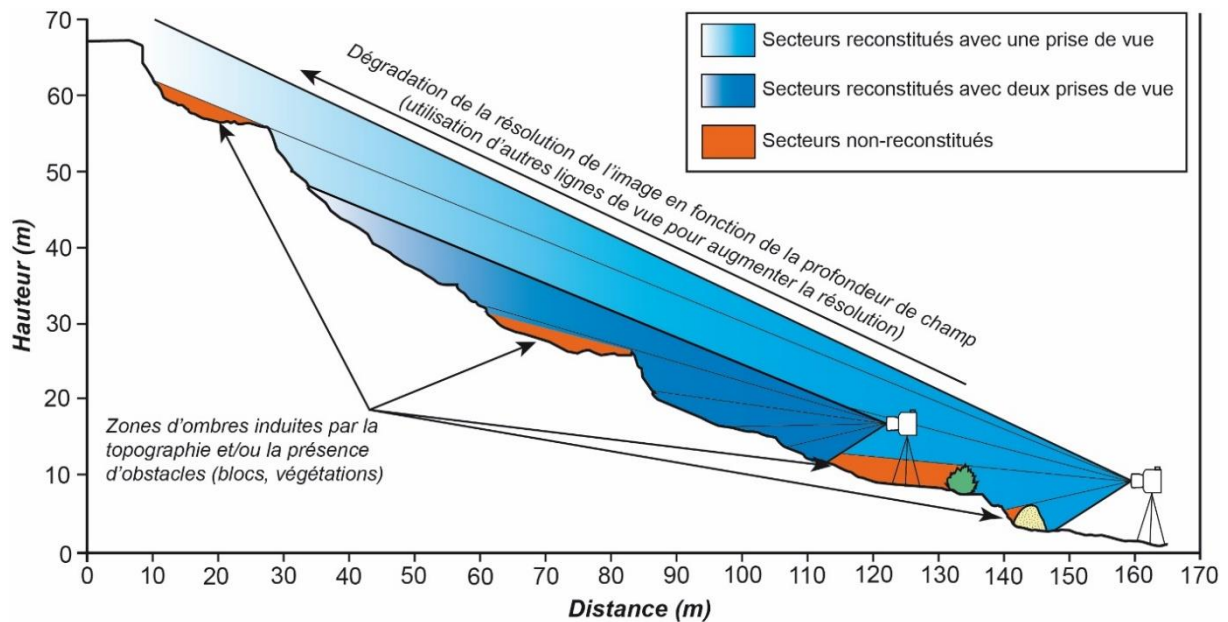 70
60
50
40
30
20
10
0
Hauteur (m)
Secteurs reconstitués avec une prise de vue
Secteurs reconstitués avec deux prises de vue
Secteurs non-reconstitués
Dégradation de la résolution de l'image en fonction de la profondeur de champ
(utilisation d'autres lignes de vue pour augmenter la résolution)
Zones d'ombres induites par la
topographie et/ou la présence
d'obstacles (blocs, végétations)
0 10 20 30 40 50 60 70 80 90 100 110 120 130 140 150 160 170
Distance (m)